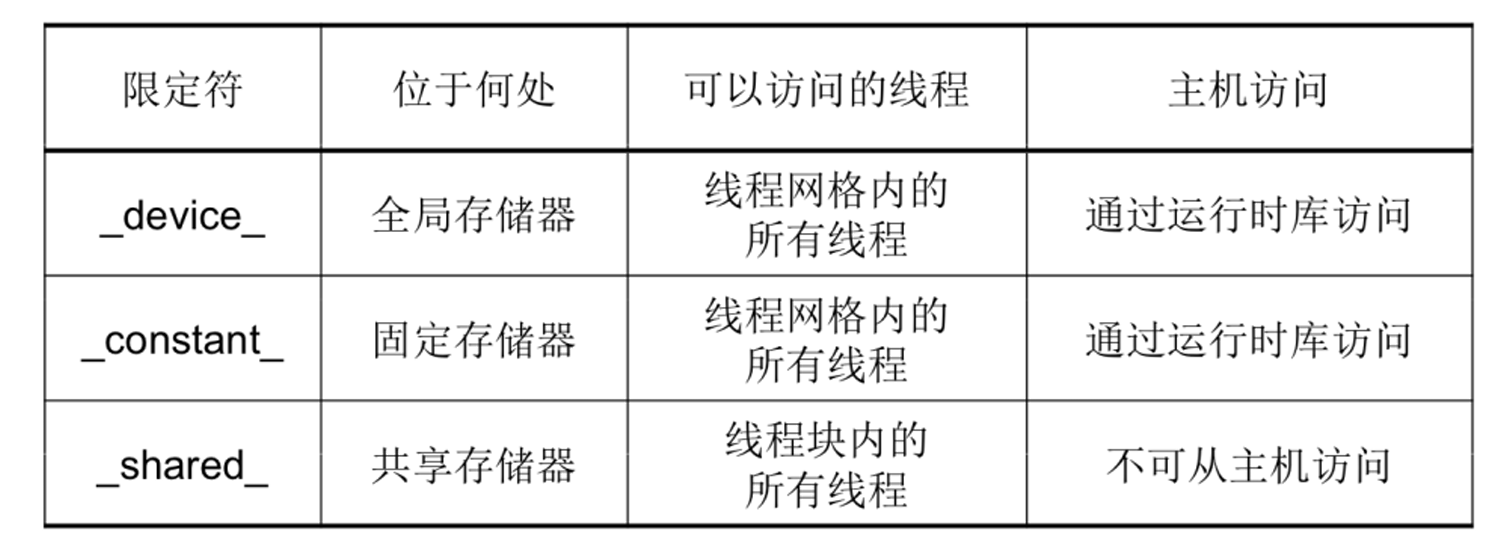 限定符 位于何处 可以访问的线程 主机访问
_device_ 全局存储器 线程网格内的 通过运行时库访问
所有线程
_constant_ 固定存储器 线程网格内的 通过运行时库访问
所有线程
_shared_ 共享存储器 线程块内的 不可从主机访问
所有线程